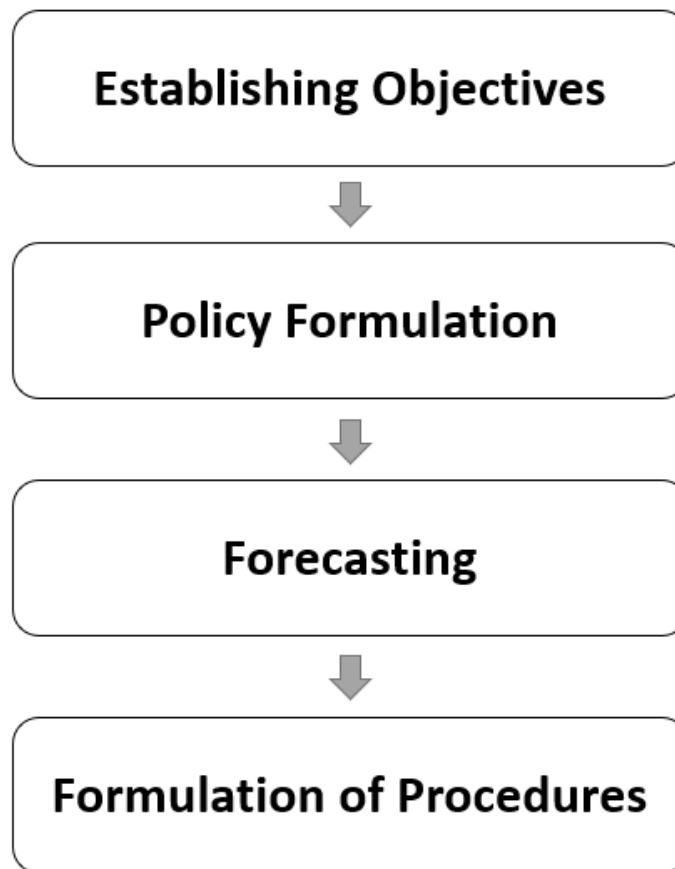 Establishing Objectives
Policy Formulation
Forecasting
Formulation of Procedures